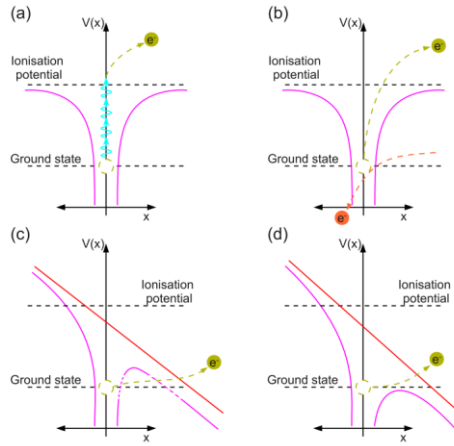 (a)
V(x)
e⁻
Ionisation
potential
Ground state
x
(b)
V(x)
e⁻
Ionisation
potential
Ground state
e⁻
x
(c)
V(x)
Ionisation
potential
e⁻
Ground state
x
(d)
V(x)
Ionisation
potential
e⁻
Ground state
x